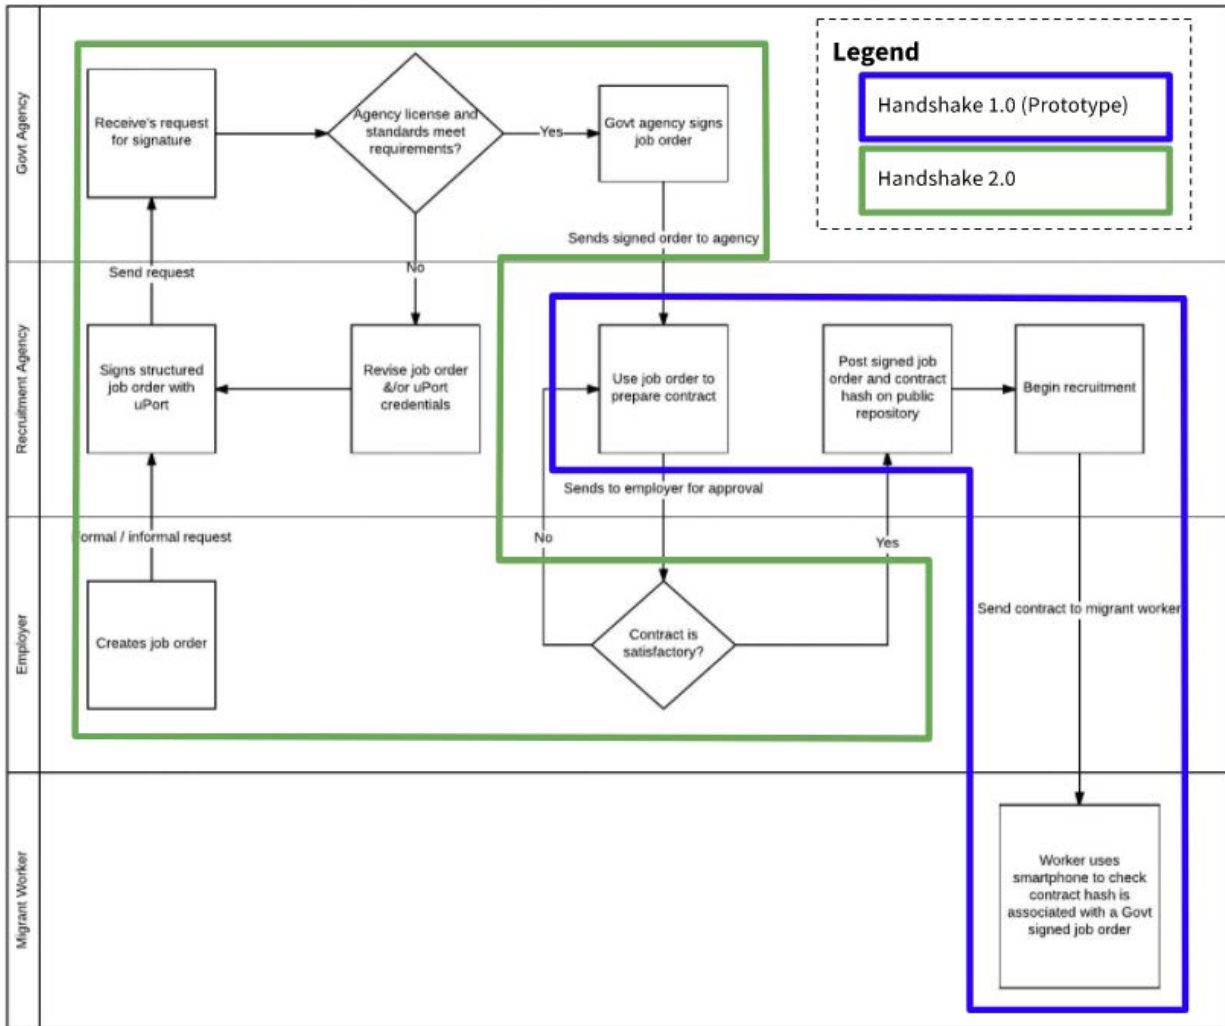 Legend
Handshake 1.0 (Prototype)
Handshake 2.0
Govt Agency
Receive's request
for signature
Agency license and
standards meet
requirements?
Yes
Govt agency signs
job order
Sends signed order to agency
Send request
No
Recruitment Agency
Signs structured
job order with
uPort
Revise job order
&/or uPort
credentials
Use job order to
prepare contract
Post signed job
order and contract
hash on public
repository
Begin recruitment
Sends to employer for approval
ormal / informal request
No
Yes
Employer
Creates job order
Contract is
satisfactory?
Send contract to migrant worker
Migrant Worker
Worker uses
smartphone to check
contract hash is
associated with a Govt
signed job order